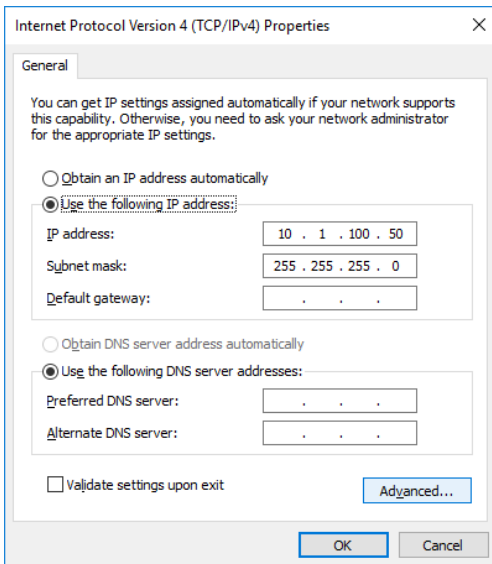 Internet Protocol Version 4 (TCP/IPv4) Properties
General
You can get IP settings assigned automatically if your network supports
this capability. Otherwise, you need to ask your network administrator
for the appropriate IP settings.
Obtain an IP address automatically
Use the following IP address:
IP address: 10 . 1 . 100 . 50
Subnet mask: 255 . 255 . 255 . 0
Default gateway: . . .
Obtain DNS server address automatically
Use the following DNS server addresses:
Preferred DNS server: . . .
Alternate DNS server: . . .
Validate settings upon exit
Advanced...
OK Cancel